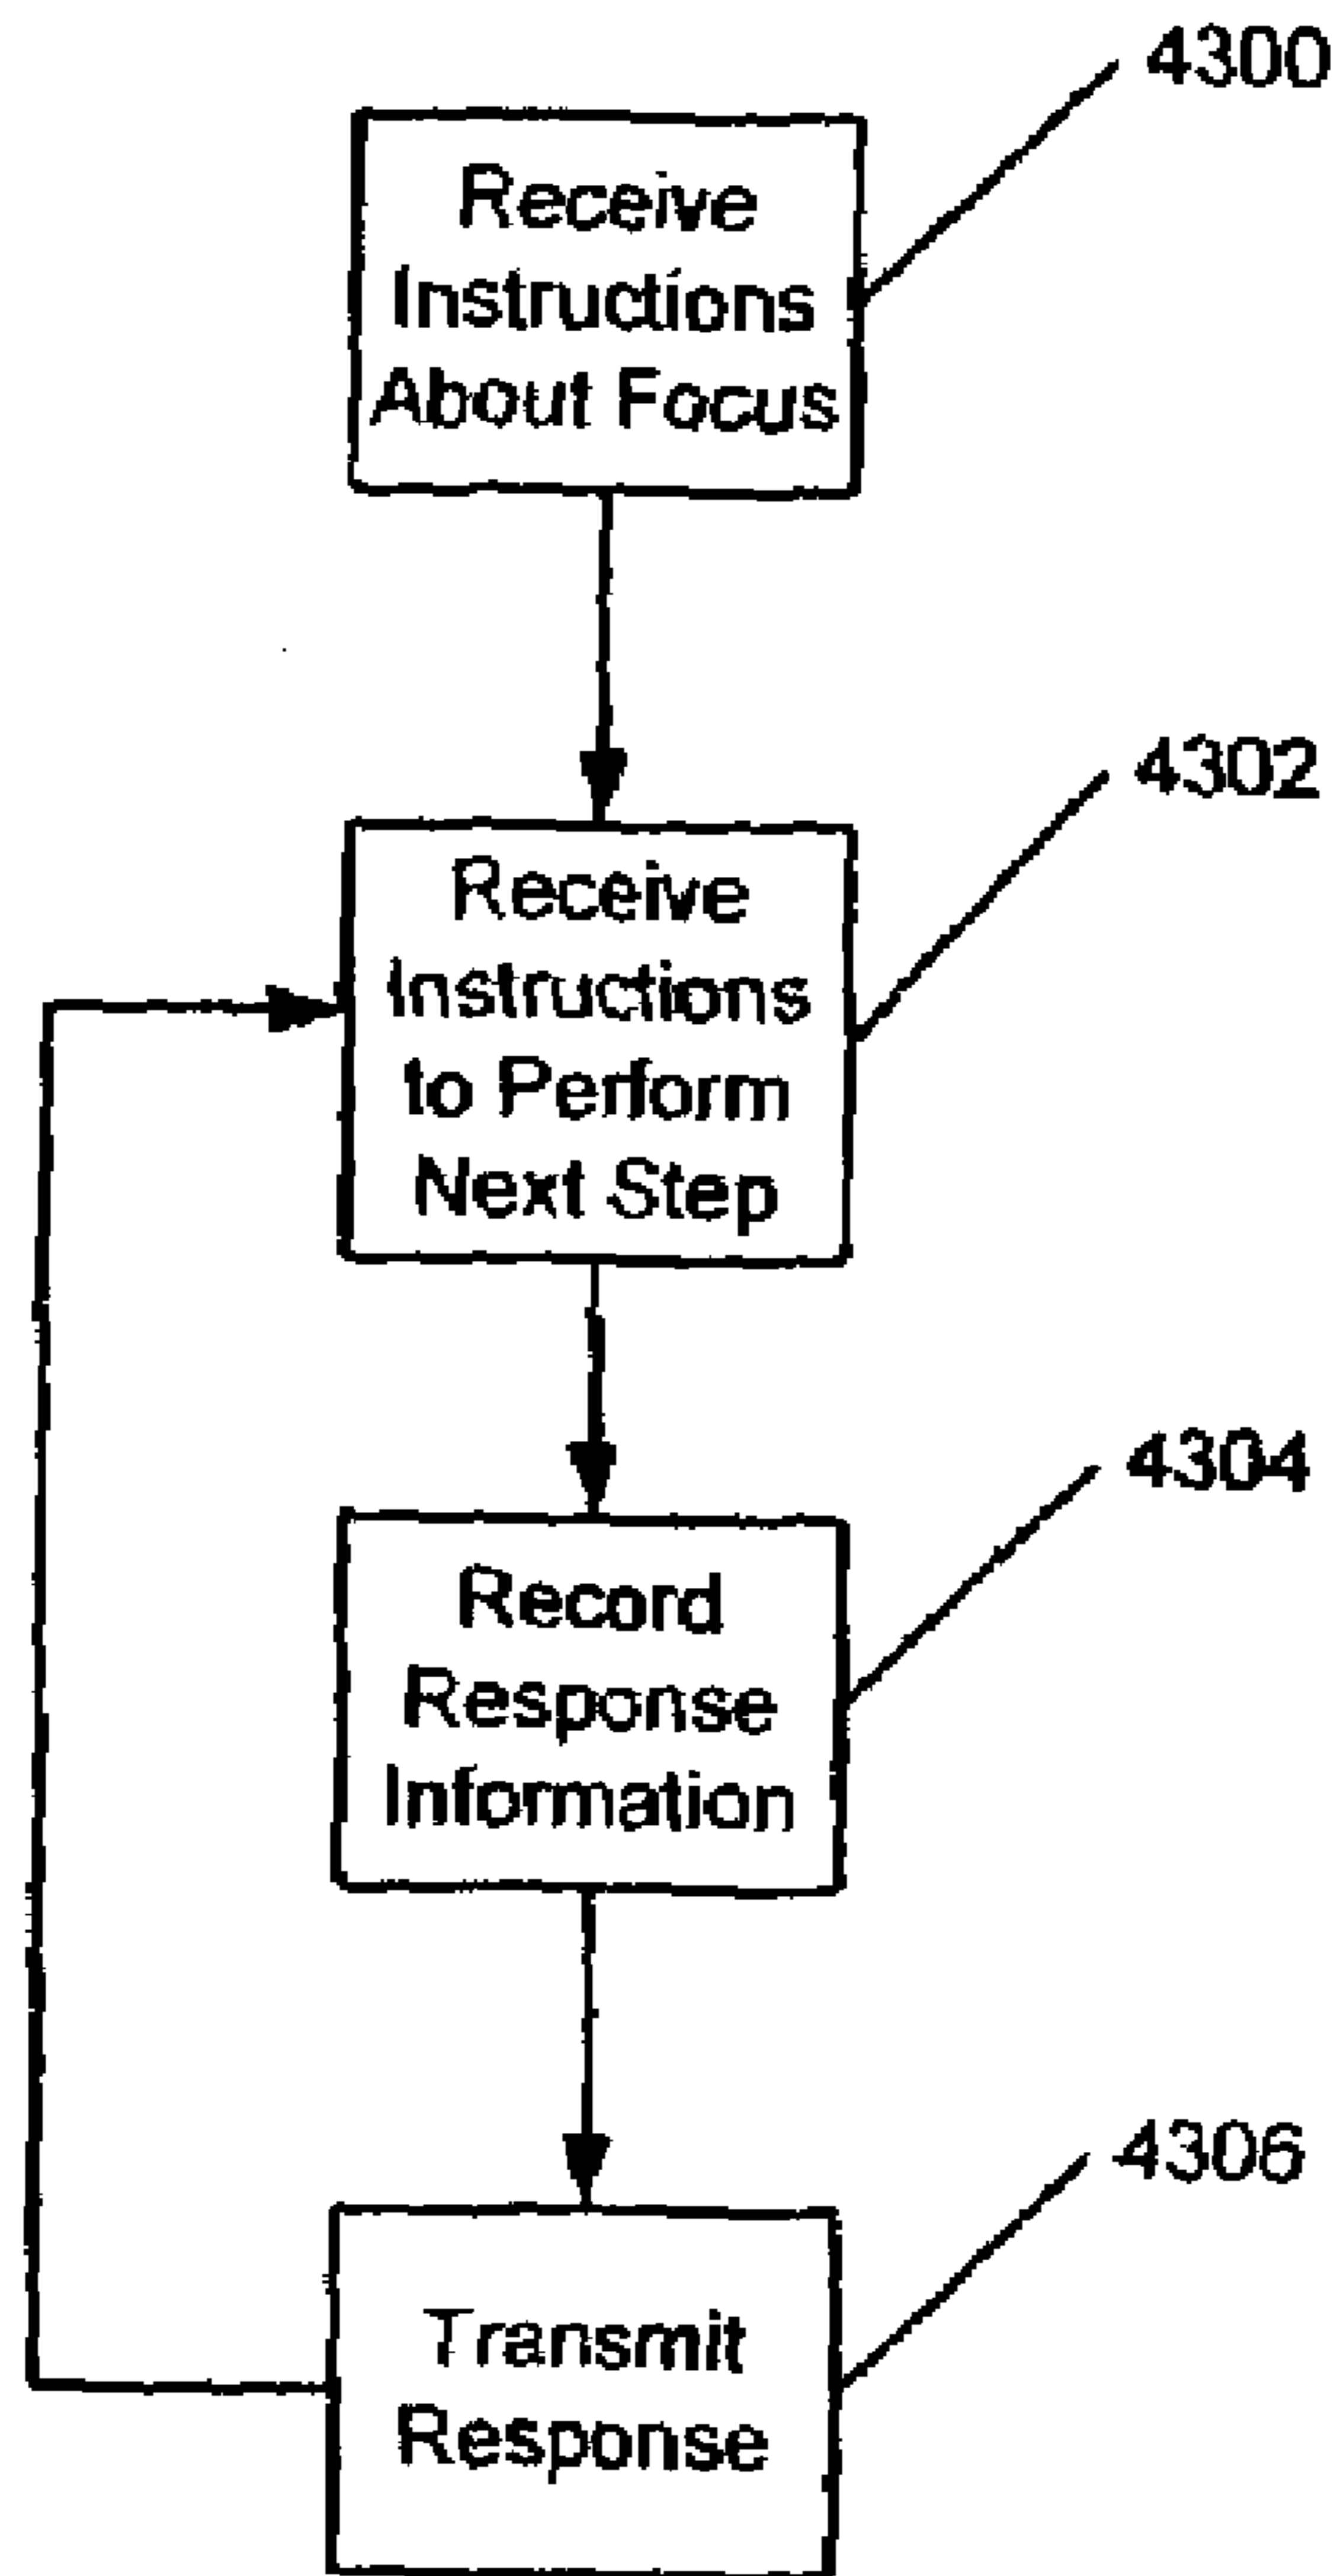 4300
Receive
Instructions
About Focus
4302
Receive
Instructions
to Perform
Next Step
4304
Record
Response
Information
4306
Transmit
Response